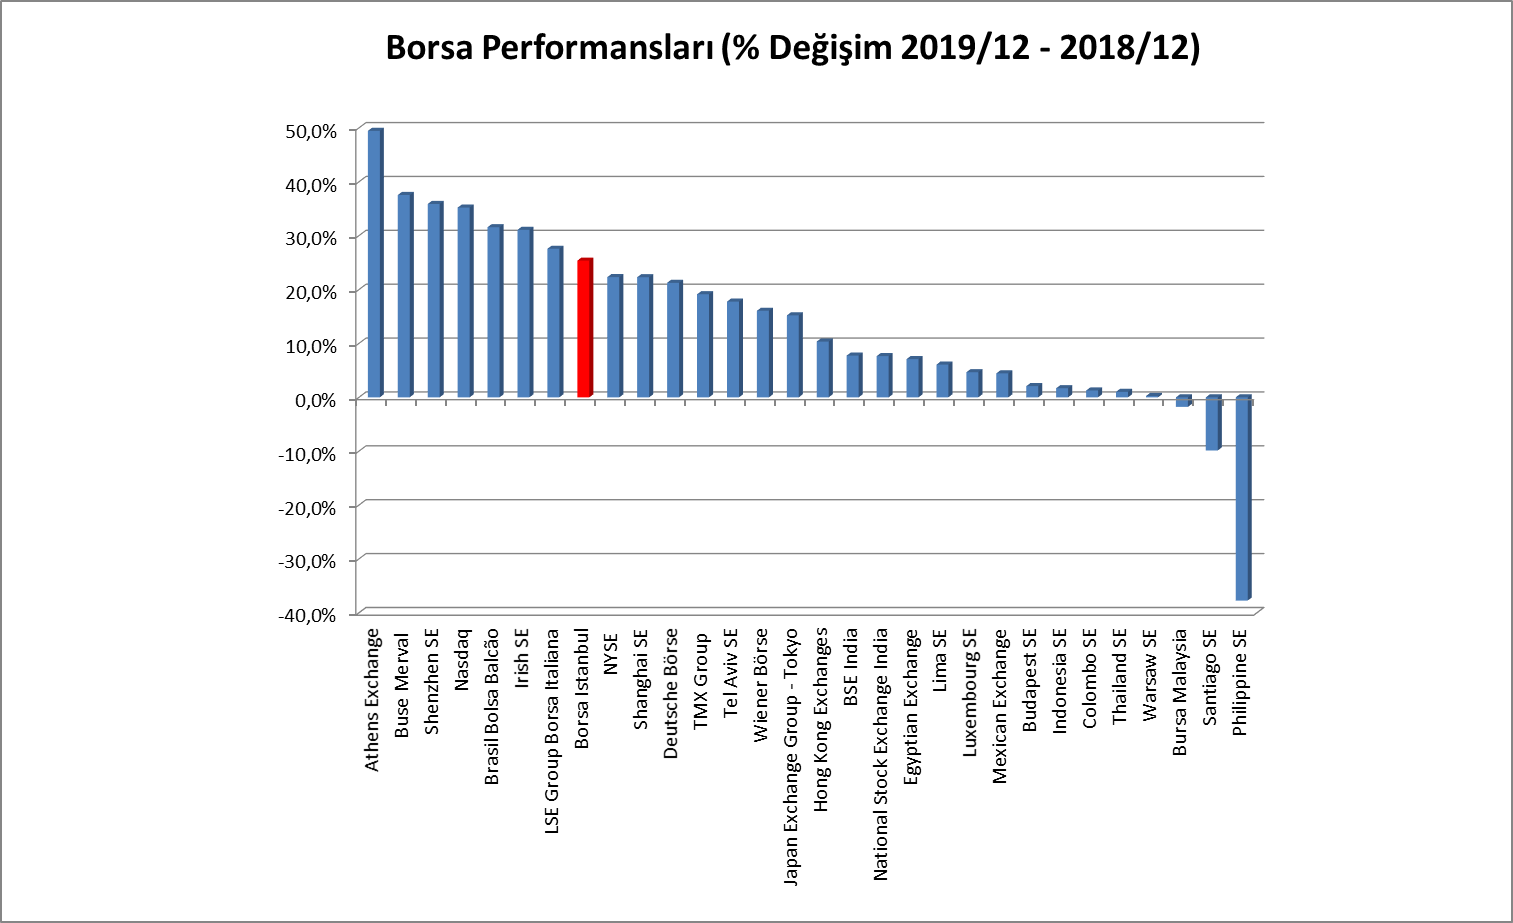 Borsa Performansları (% Değişim 2019/12 - 2018/12)
50,0%
40,0%
30,0%
20,0%
10,0%
0,0%
-10,0%
-20,0%
-30,0%
-40,0%
Athens Exchange
Buse Merval
Shenzhen SE
Nasdaq
Brasil Bolsa Balcão
Irish SE
LSE Group Borsa Italiana
Borsa Istanbul
NYSE
Shanghai SE
Deutsche Börse
TMX Group
Tel Aviv SE
Wiener Börse
Japan Exchange Group - Tokyo
Hong Kong Exchanges
BSE India
National Stock Exchange India
Egyptian Exchange
Lima SE
Luxembourg SE
Mexican Exchange
Budapest SE
Indonesia SE
Colombo SE
Thailand SE
Warsaw SE
Bursa Malaysia
Santiago SE
Philippine SE